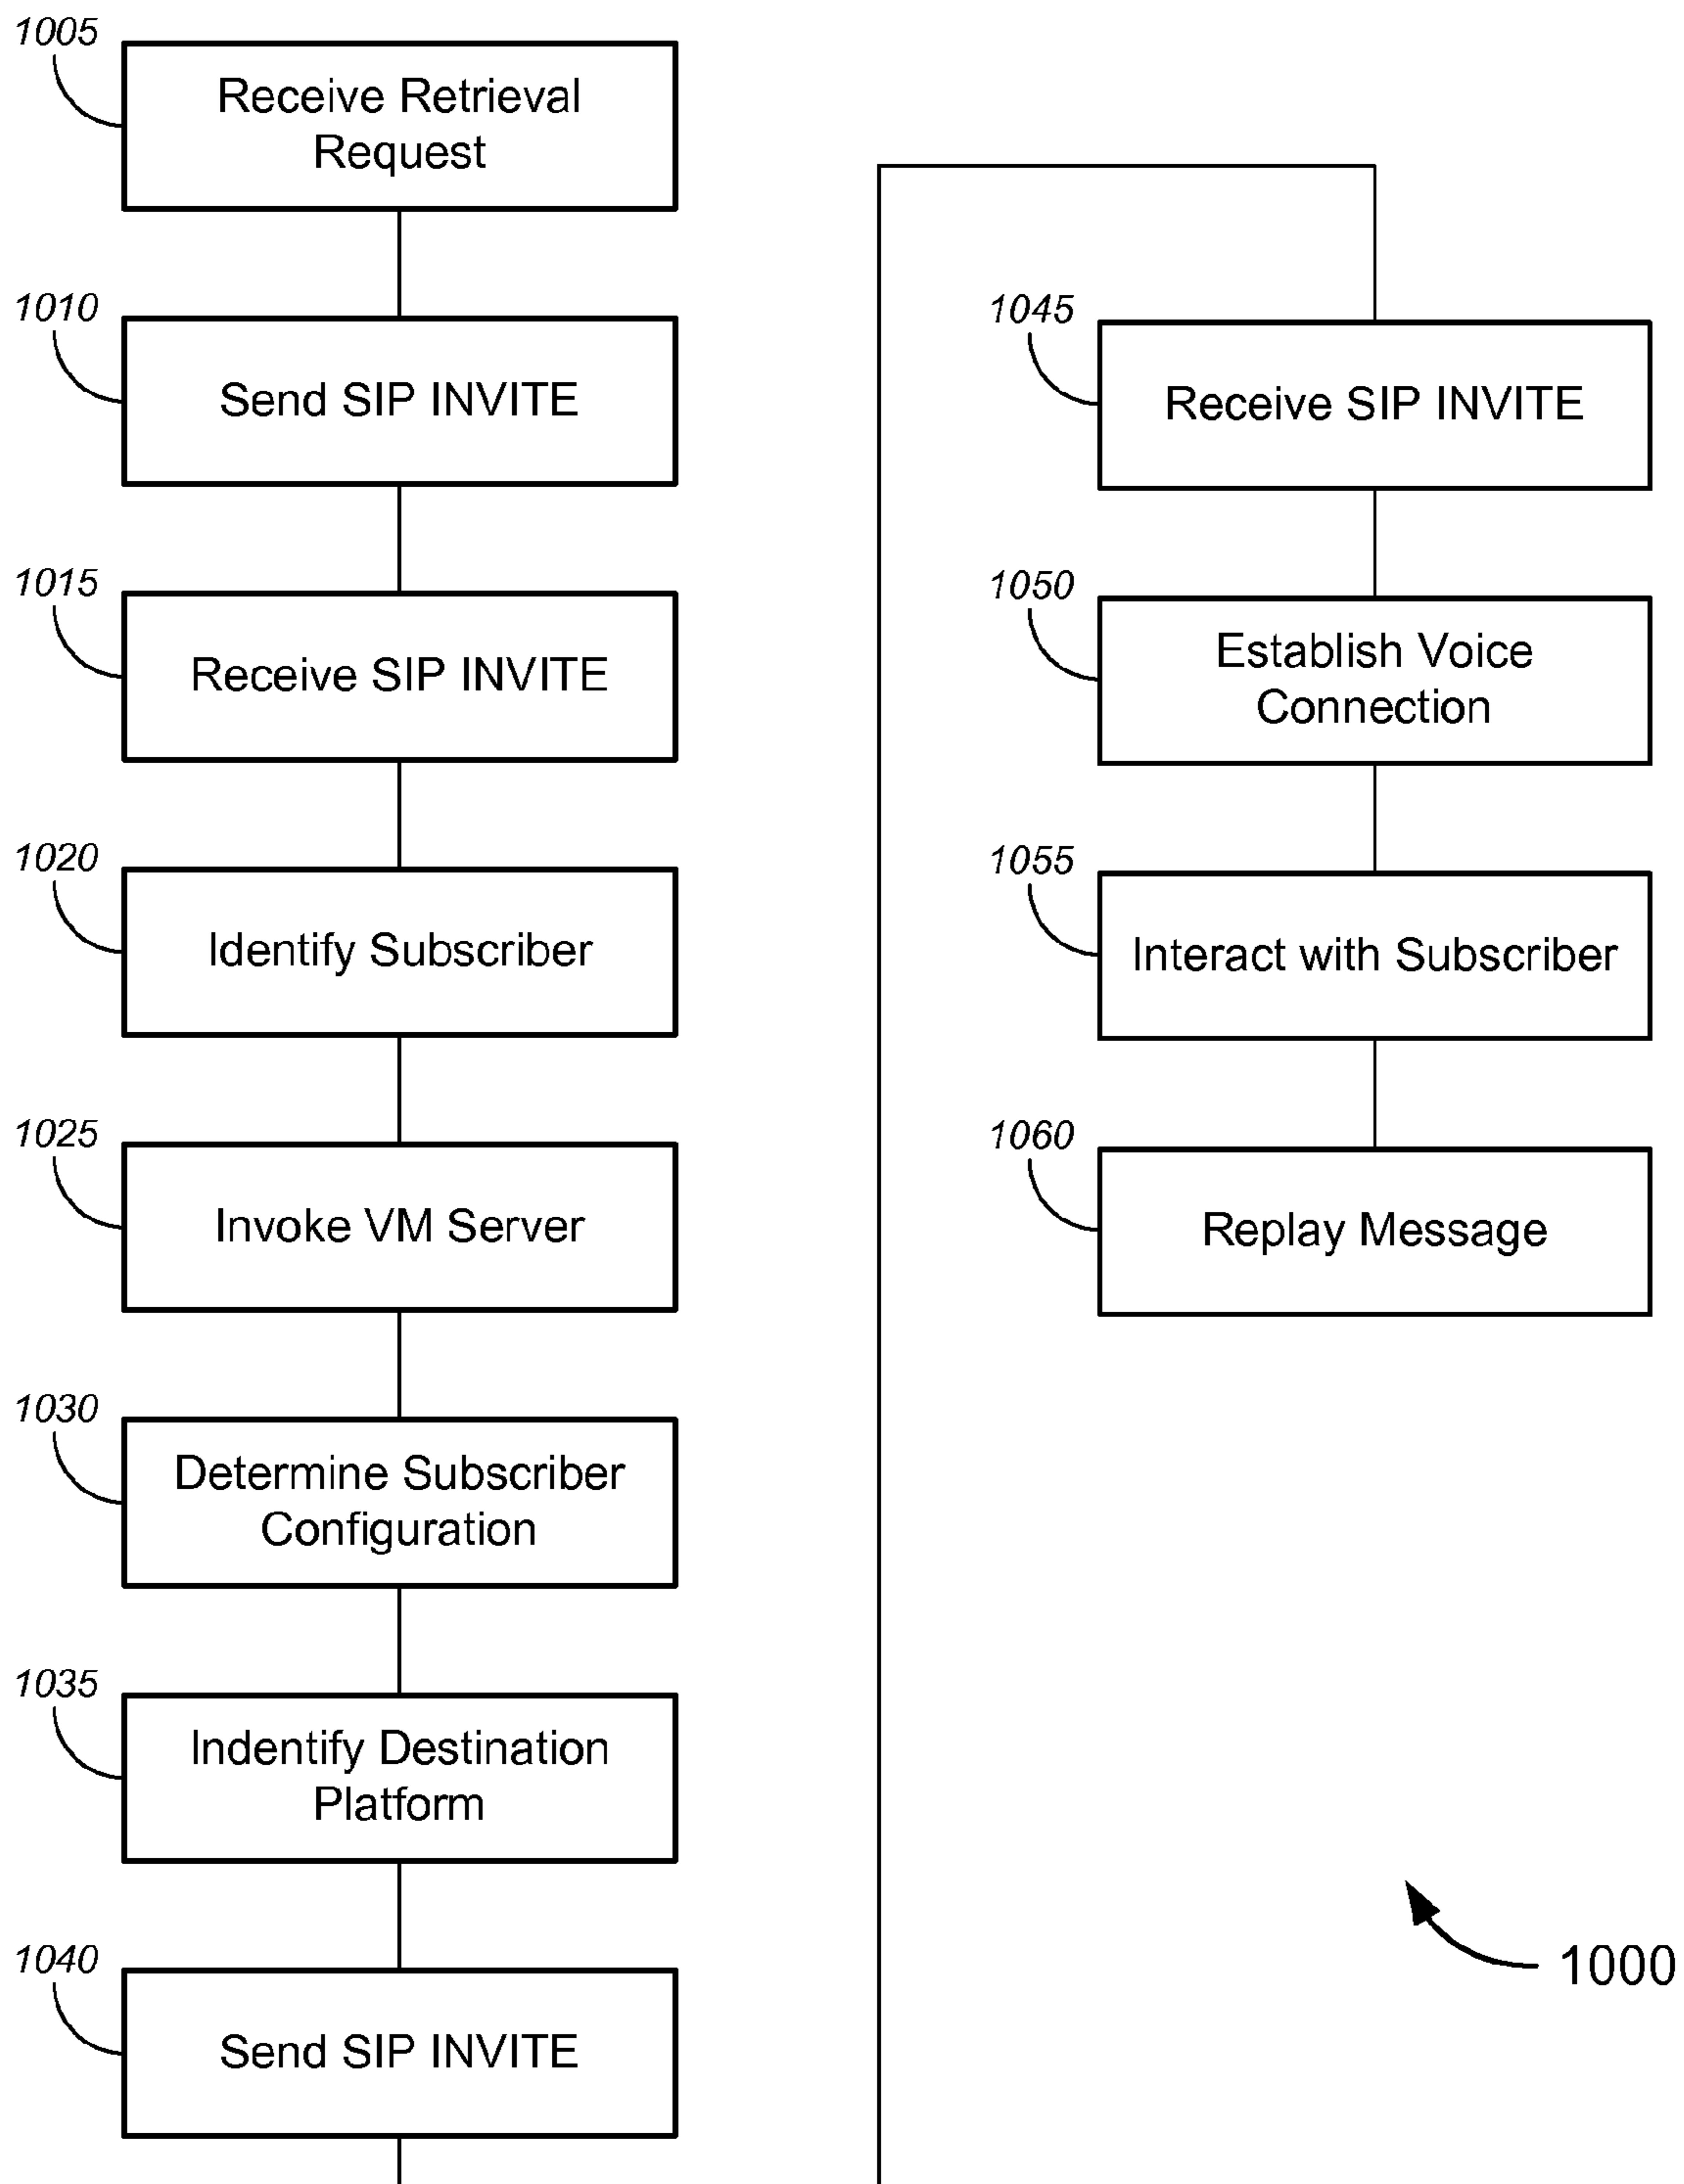 1005
Receive Retrieval
Request
1010
Send SIP INVITE
1015
Receive SIP INVITE
1020
Identify Subscriber
1025
Invoke VM Server
1030
Determine Subscriber
Configuration
1035
Indentify Destination
Platform
1040
Send SIP INVITE
1045
Receive SIP INVITE
1050
Establish Voice
Connection
1055
Interact with Subscriber
1060
Replay Message
1000